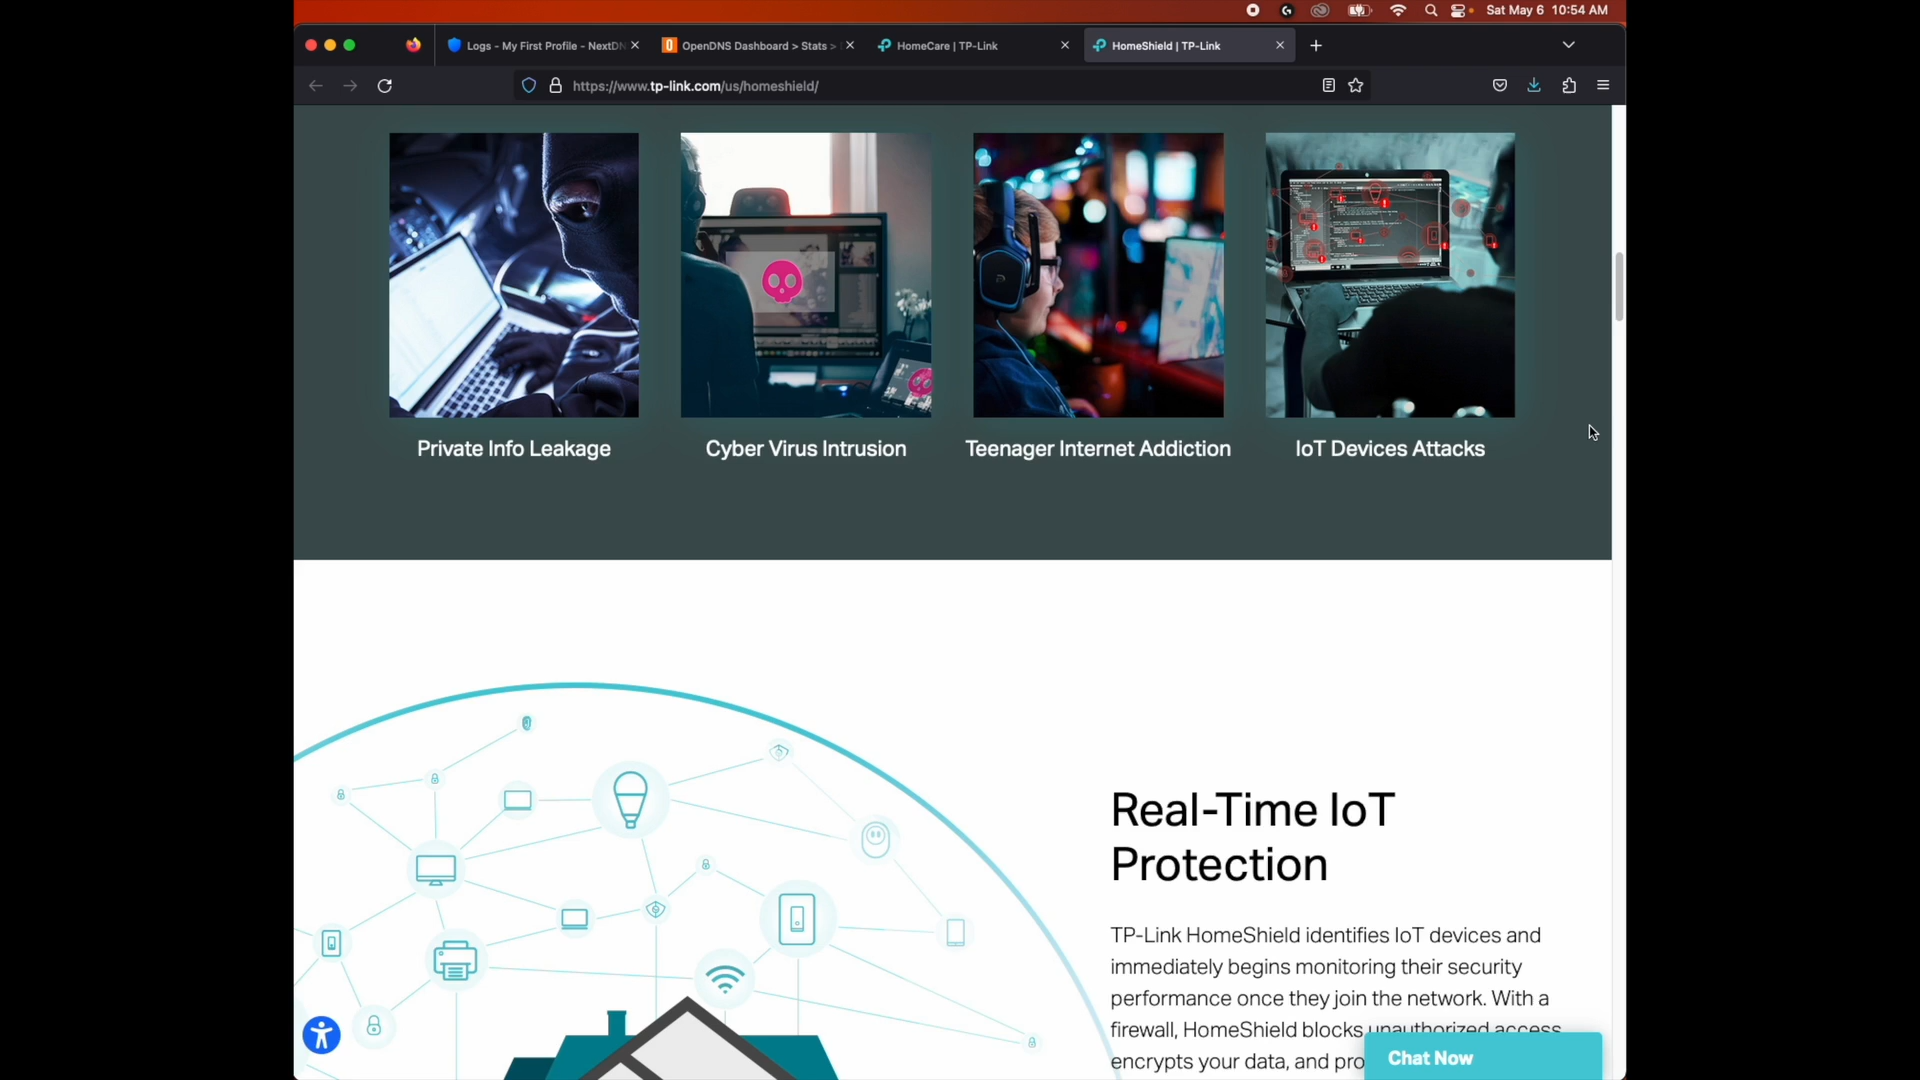 Sat May 6 10:54 AM
Logs - My First Profile - NextDN
OpenDNS Dashboard > Stats >
HomeCare | TP-Link
HomeShield | TP-Link
https://www.tp-link.com/us/homeshield/
Private Info Leakage
Cyber Virus Intrusion
Teenager Internet Addiction
IoT Devices Attacks
Real-Time IoT
Protection
TP-Link HomeShield identifies IoT devices and
immediately begins monitoring their security
performance once they join the network. With a
firewall, HomeShield blocks unauthorized access,
encrypts your data, and pro
Chat Now